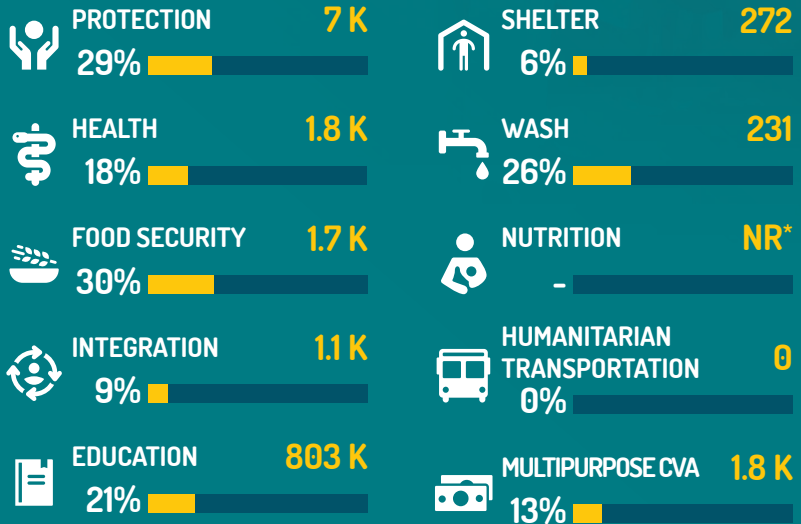 PROTECTION 7 K
29%
HEALTH 1.8 K
18%
FOOD SECURITY 1.7 K
30%
INTEGRATION 1.1 K
9%
EDUCATION 803 K
21%
SHELTER 272
6%
WASH 231
26%
NUTRITION NR*
-
HUMANITARIAN
TRANSPORTATION 0
0%
MULTIPURPOSE CVA 1.8 K
13%